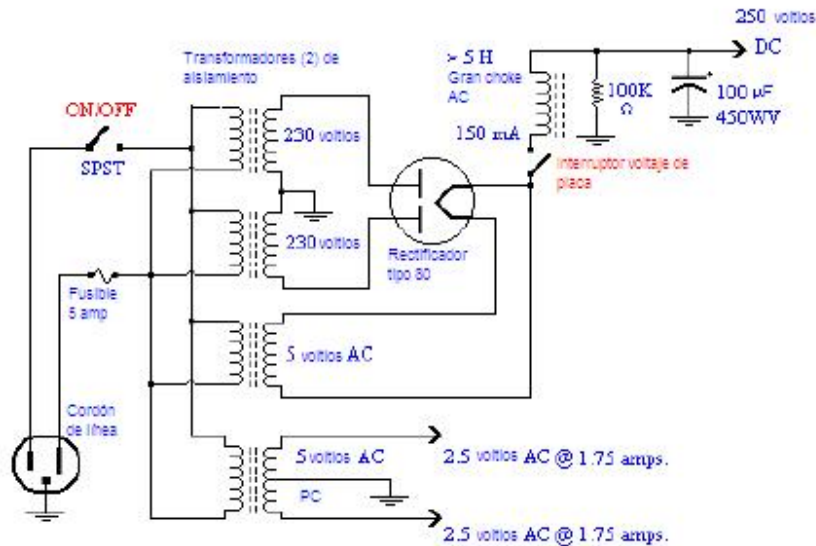 250 voltios
DC
Transformadores (2) de
aislamiento
> 5 H
Gran choke
AC
100K
Ω
100 µF
450WV
ON/OFF
SPST
230 voltios
150 mA
Interruptor voltaje de
placa
230 voltios
Rectificador
tipo 80
Fusible
5 amp
5 voltios AC
Cordón
de línea
5 voltios AC
2.5 voltios AC @ 1.75 amps.
PC
2.5 voltios AC @ 1.75 amps.